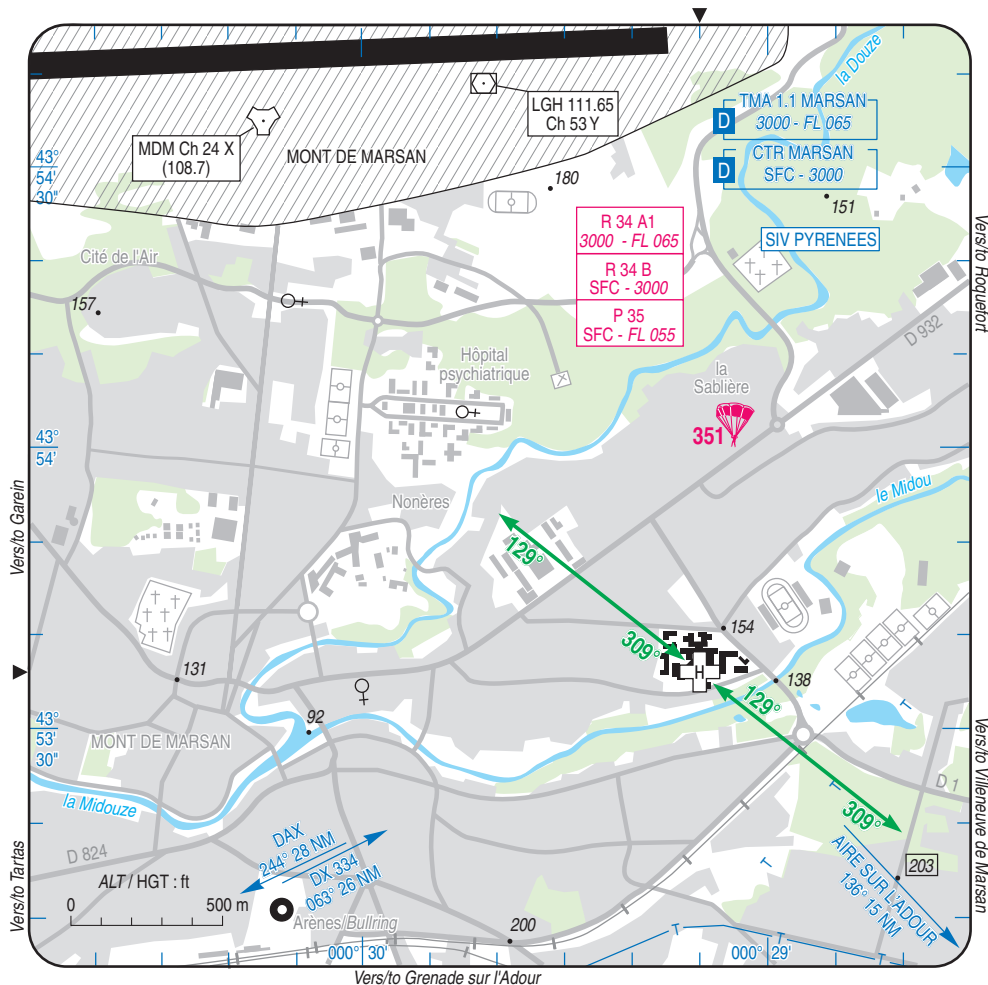 la Douze
TMA 1.1 MARSAN
D
3000 - FL 065
CTR MARSAN
D
SFC - 3000
LGH 111.65
Ch 53 Y
MDM Ch 24 X
(108.7)
MONT DE MARSAN
43°
54'
30"
180
151
R 34 A1
3000 - FL 065
R 34 B
SFC - 3000
P 35
SFC - FL 055
SIV PYRENEES
Vers/to Roquefort
Cité de l'Air
157
D 932
Hôpital
psychiatrique
la
Sablière
351
43°
54'
Nonères
le Midou
Vers/to Garein
129°
309°
154
H
138
131
129°
92
43°
53'
30"
MONT DE MARSAN
T
la Midouze
T
D 1
309°
Vers/to Villeneuve de Marsan
D 824
DAX
244° 28 NM
DX 334
063° 26 NM
T
AIRE SUR L'ADOUR
136° 15 NM
203
Vers/to Tartas
ALT / HGT : ft
0 500 m
Arènes/Bullring
200
T T T
000° 30'
000° 29'
Vers/to Grenade sur l'Adour